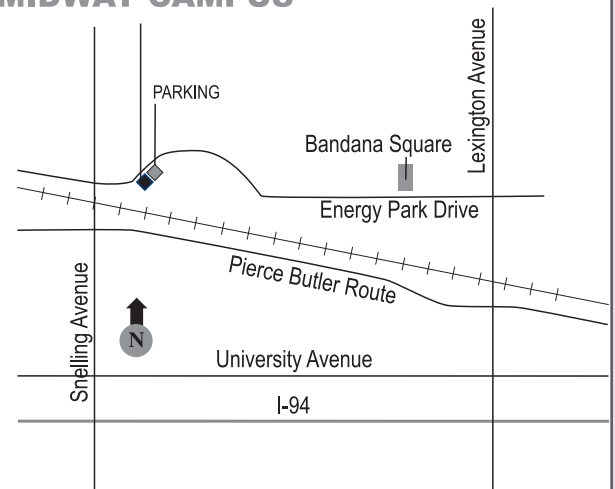 MIDWAY CAMPUS
PARKING
Lexington Avenue
Bandana Square
Energy Park Drive
Pierce Butler Route
Snelling Avenue
N
University Avenue
I-94